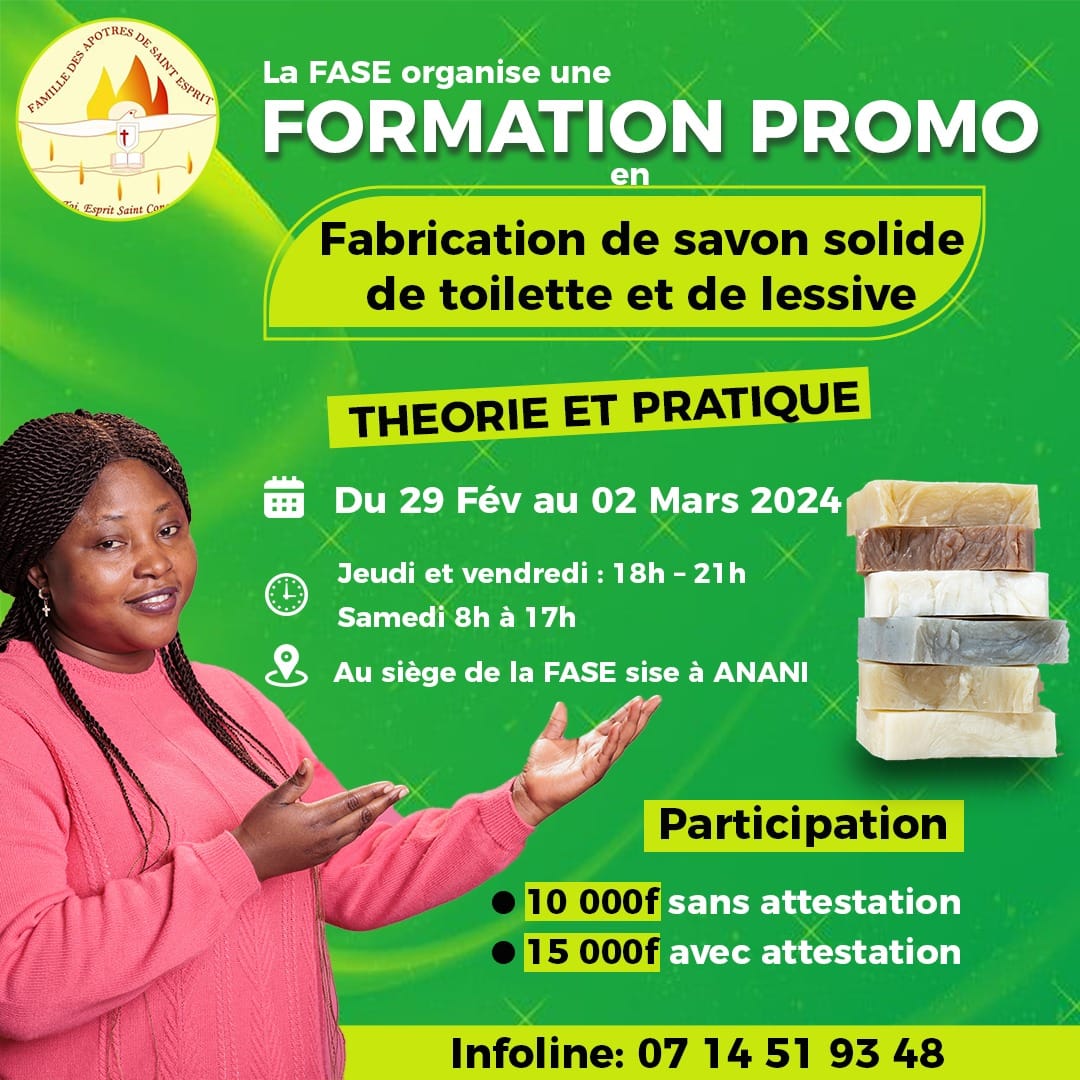 FAMILLE DES APOTRES DE SAINT ESPRIT
Esprit Saint
La FASE organise une
FORMATION PROMO
en
Fabrication de savon solide
de toilette et de lessive
THEORIE ET PRATIQUE
Du 29 Fév au 02 Mars 2024
Jeudi et vendredi : 18h – 21h
Samedi 8h à 17h
Au siège de la FASE sise à ANANI
Participation
● 10 000f sans attestation
● 15 000f avec attestation
Infoline: 07 14 51 93 48